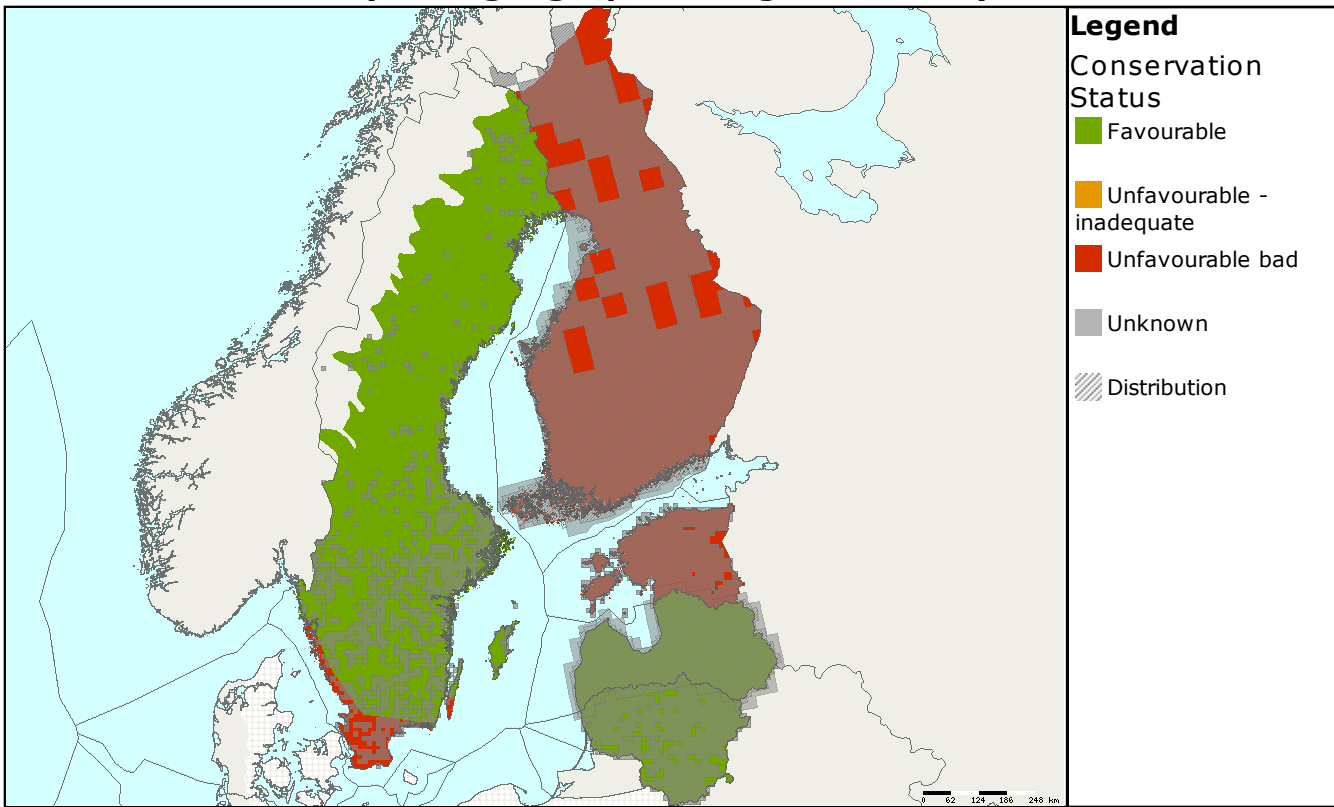 Legend
Conservation
Status
Favourable
Unfavourable -
inadequate
Unfavourable bad
Unknown
Distribution
0 62 124 186 248 km